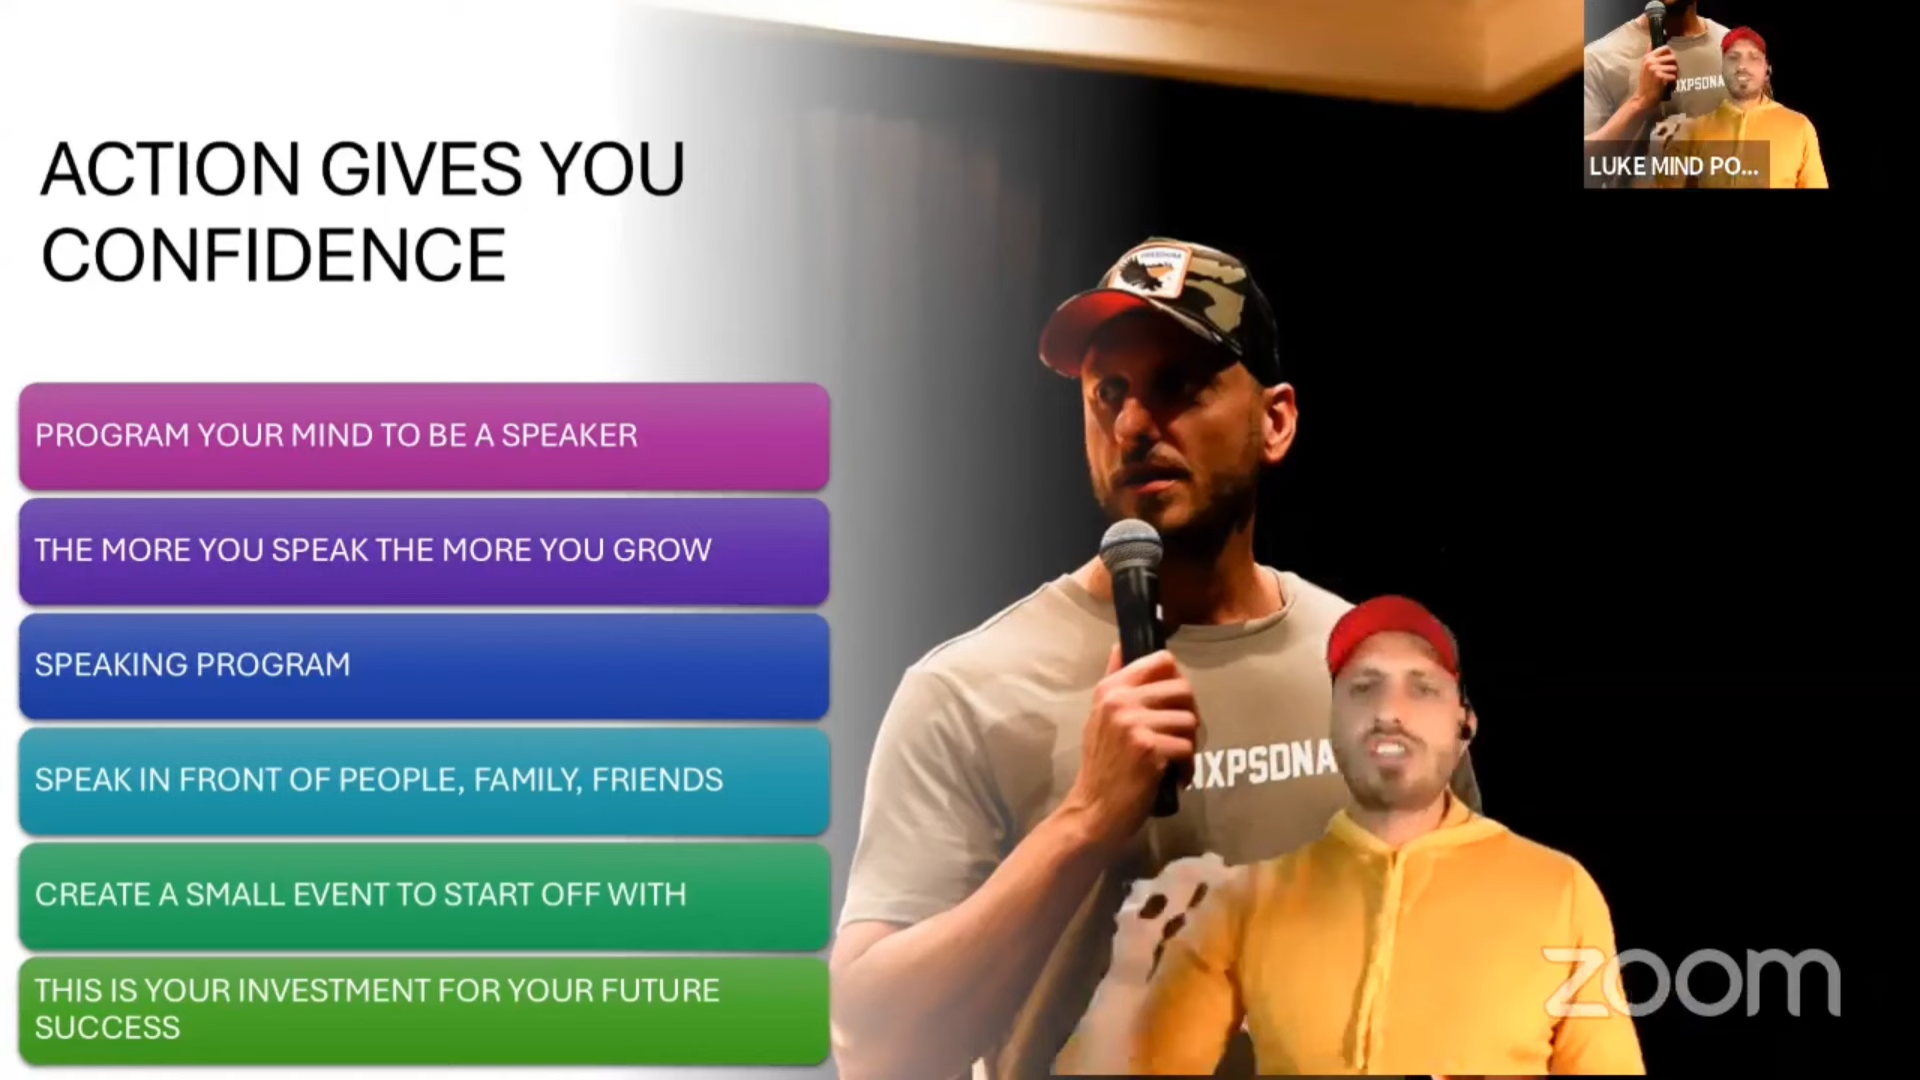 ACTION GIVES YOU
CONFIDENCE
PROGRAM YOUR MIND TO BE A SPEAKER
THE MORE YOU SPEAK THE MORE YOU GROW
SPEAKING PROGRAM
SPEAK IN FRONT OF PEOPLE, FAMILY, FRIENDS
CREATE A SMALL EVENT TO START OFF WITH
THIS IS YOUR INVESTMENT FOR YOUR FUTURE
SUCCESS
LUKE MIND PO...
zoom